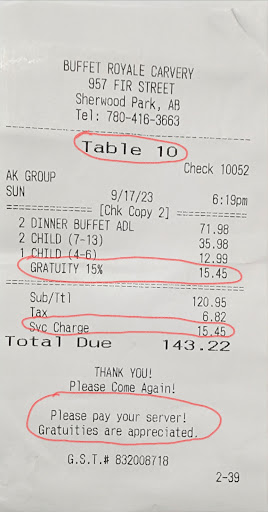 BUFFET ROYALE CARVERY
957 FIR STREET
Sherwood Park, AB
Tel: 780-416-3663
Table 10
Check 10052
AK GROUP
SUN 9/17/23 6:19pm
[Chk Copy 2]
2 DINNER BUFFET ADL 71.98
2 CHILD (7-13) 35.98
1 CHILD (4-6) 12.99
GRATUITY 15% 15.45
Sub/Ttl 120.95
Tax 6.82
Svc Charge 15.45
Total Due 143.22
THANK YOU!
Please Come Again!
Please pay your server!
Gratuities are appreciated.
G.S.T.# 832008718
2-39